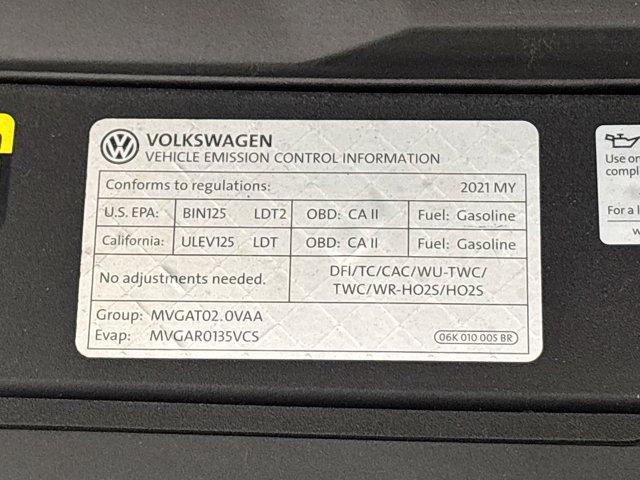 VOLKSWAGEN
VEHICLE EMISSION CONTROL INFORMATION
Conforms to regulations: 2021 MY
U.S. EPA: BIN125 LDT2 OBD: CA II Fuel: Gasoline
California: ULEV125 LDT OBD: CA II Fuel: Gasoline
No adjustments needed.
DFI/TC/CAC/WU-TWC/
TWC/WR-HO2S/HO2S
Group: MVGAT02.0VAA
Evap: MVGAR0135VCS
06K 010 005 BR
Use on
compl
For a l
w